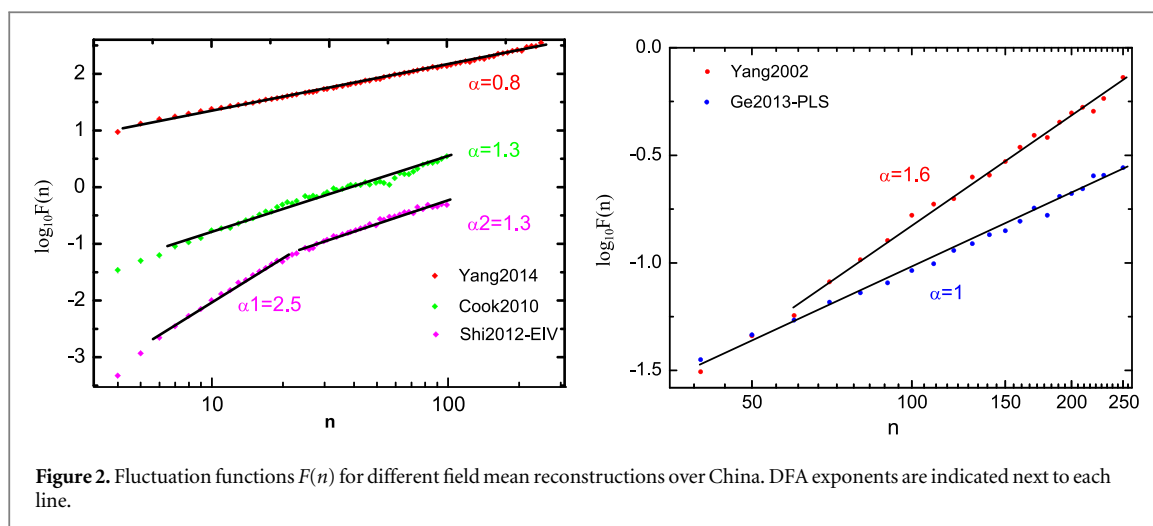 2
1
0
-1
-2
-3
log10F(n)
α=0.8
α=1.3
α2=1.3
α1=2.5
Yang2014
Cook2010
Shi2012-EIV
10
100
n
0.0
-0.5
-1.0
-1.5
log10F(n)
Yang2002
Ge2013-PLS
α=1.6
α=1
50
100
150
200
250
n
Figure 2. Fluctuation functions F(n) for different field mean reconstructions over China. DFA exponents are indicated next to each
line.